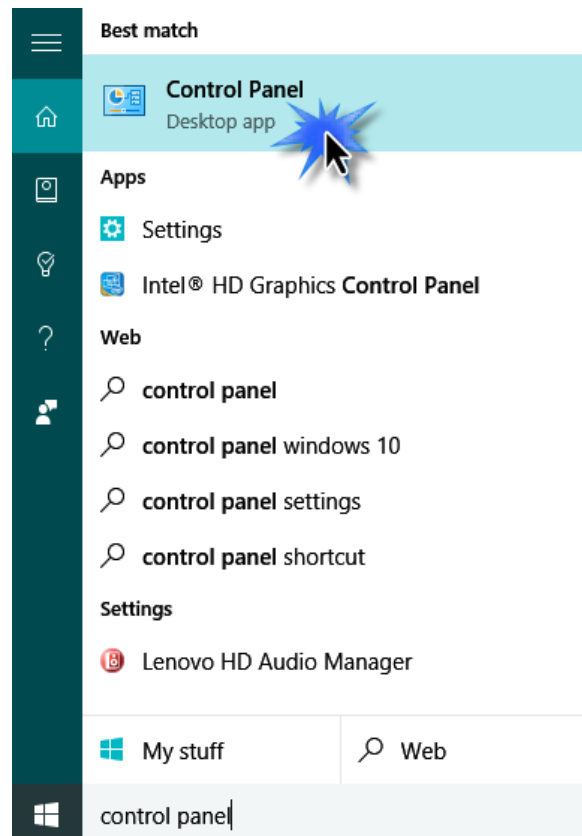 Best match
Control Panel
Desktop app
Apps
Settings
Intel® HD Graphics Control Panel
Web
control panel
control panel windows 10
control panel settings
control panel shortcut
Settings
Lenovo HD Audio Manager
My stuff
Web
control panel